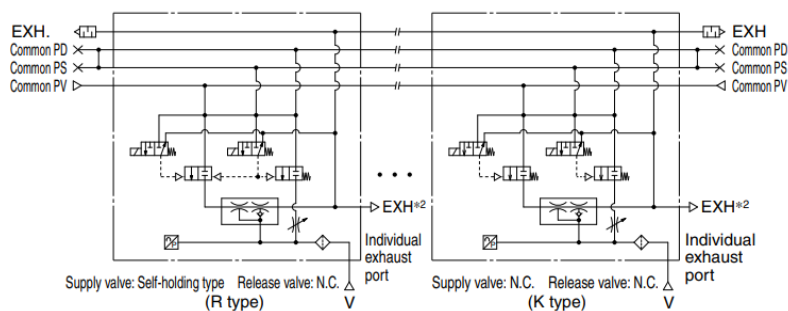 EXH. EXH
Common PD Common PD
Common PS Common PS
Common PV Common PV
EXH*2 EXH*2
Individual exhaust port Individual exhaust port
Supply valve: Self-holding type Release valve: N.C. Supply valve: N.C. Release valve: N.C.
(R type) V (K type) V